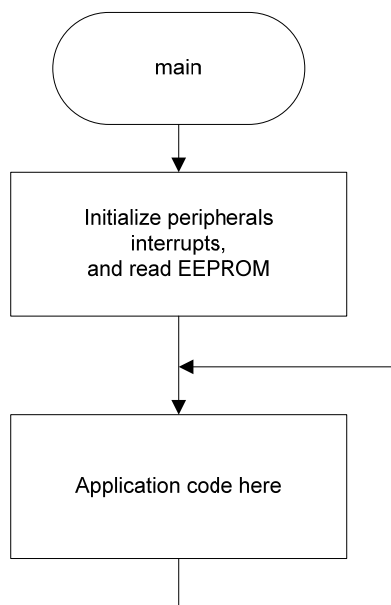 main
Initialize peripherals
interrupts,
and read EEPROM
Application code here